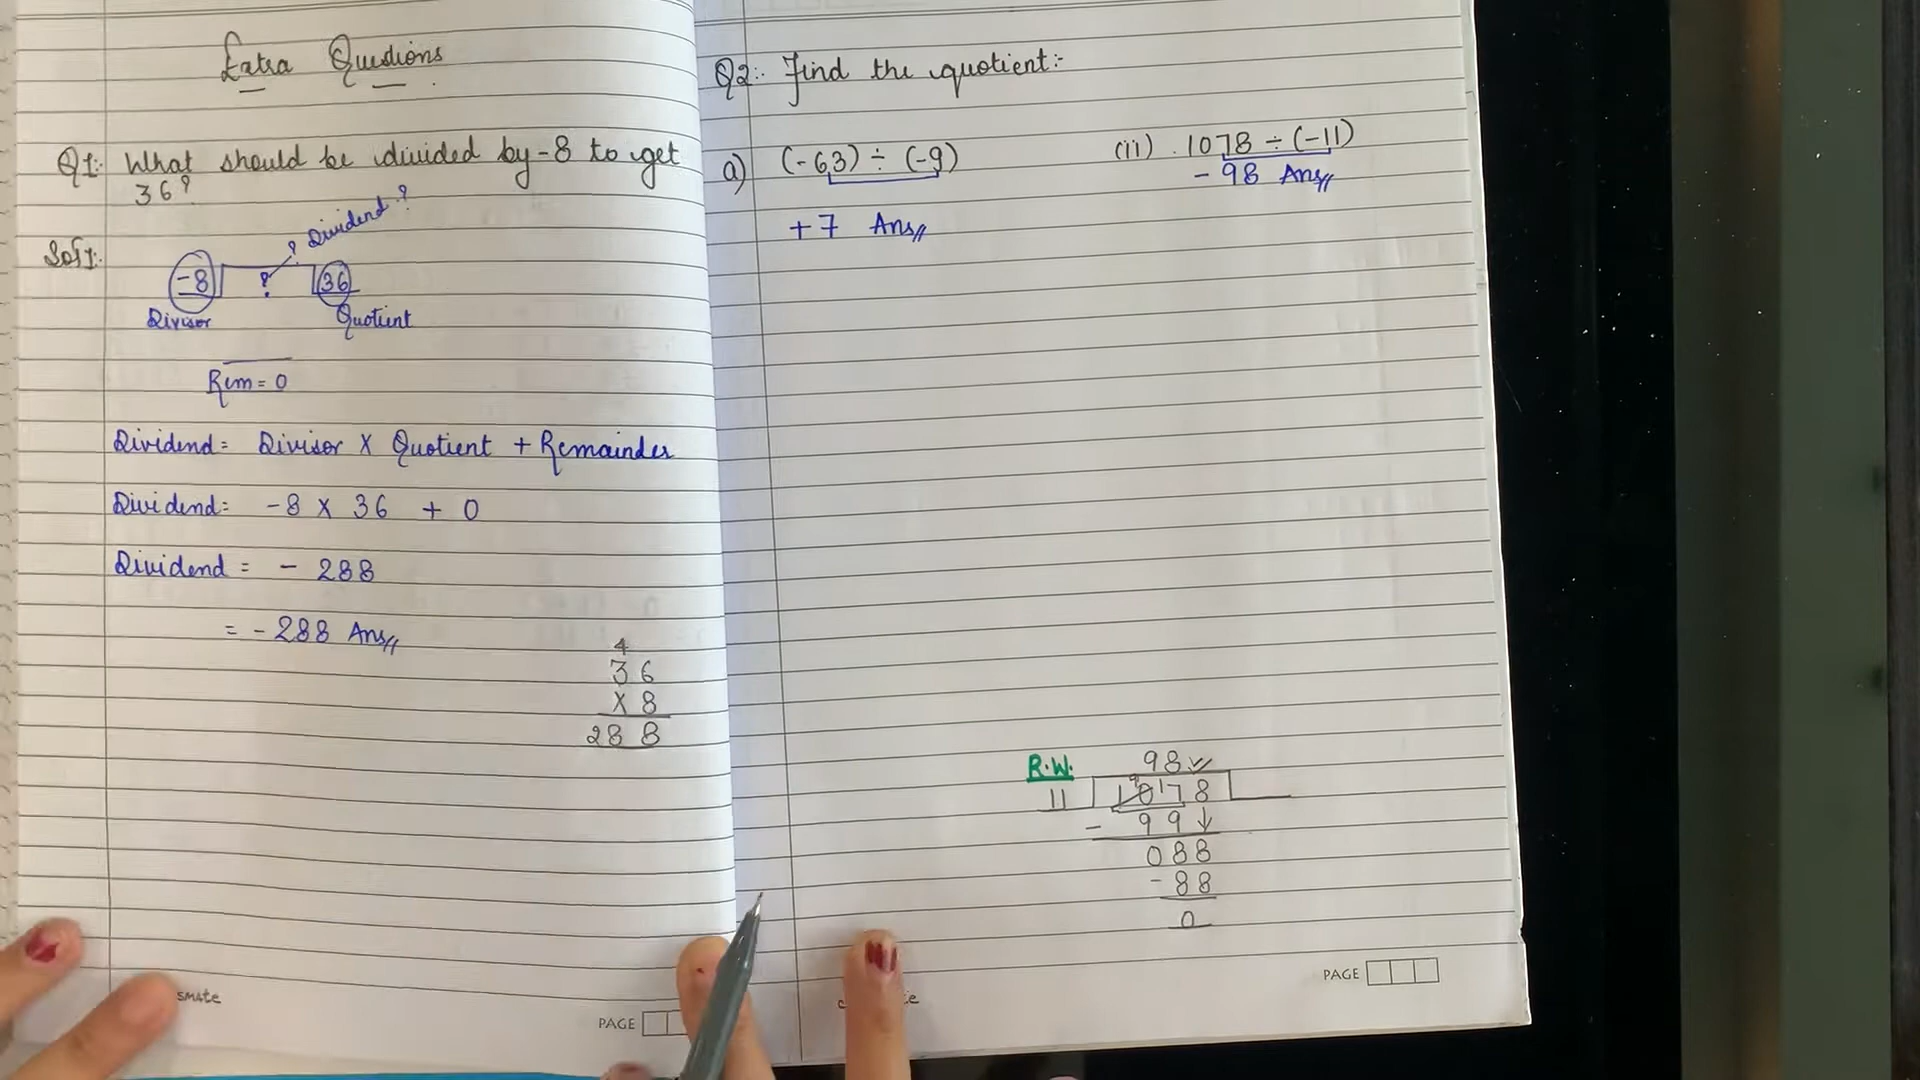 Extra Questions
Q1:. What should be divided by -8 to get
36?
Sol1:.
? Dividend?
-8 ? 36
Divisor Quotient
Rem = 0
Dividend = Divisor X Quotient + Remainder
Dividend = -8 X 36 + 0
Dividend = - 288
= - 288 Ans//
4
36
X 8
288
PAGE
Q2:. Find the quotient:-
a) (-63) ÷ (-9)
+7 Ans//
(ii) . 1078 ÷ (-11)
- 98 Ans//
R.W. 98
9 1
11 1078
- 99↓
088
- 88
0
PAGE